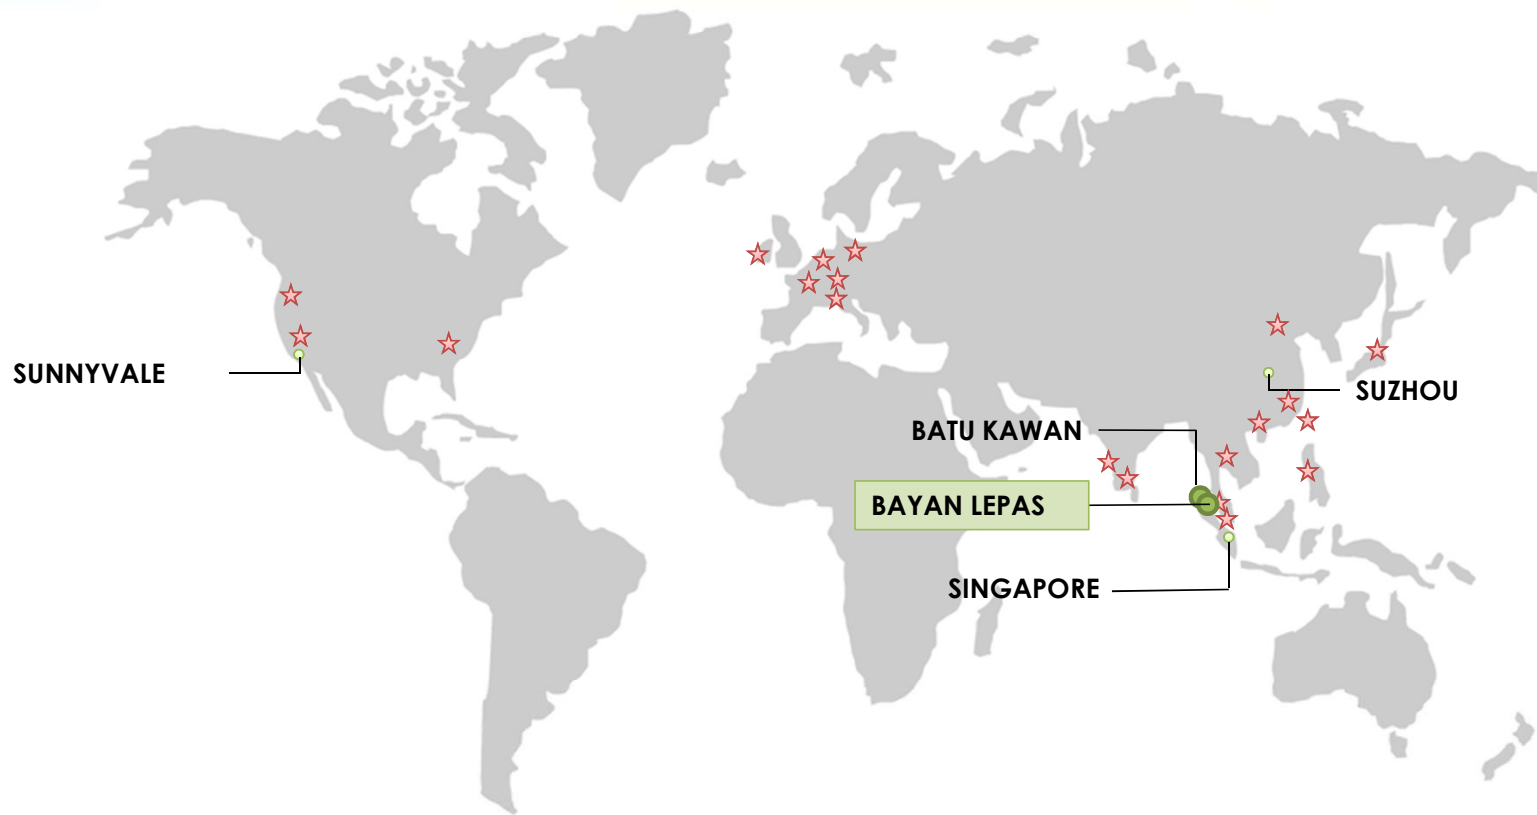 SUNNYVALE
SUZHOU
BATU KAWAN
BAYAN LEPAS
SINGAPORE